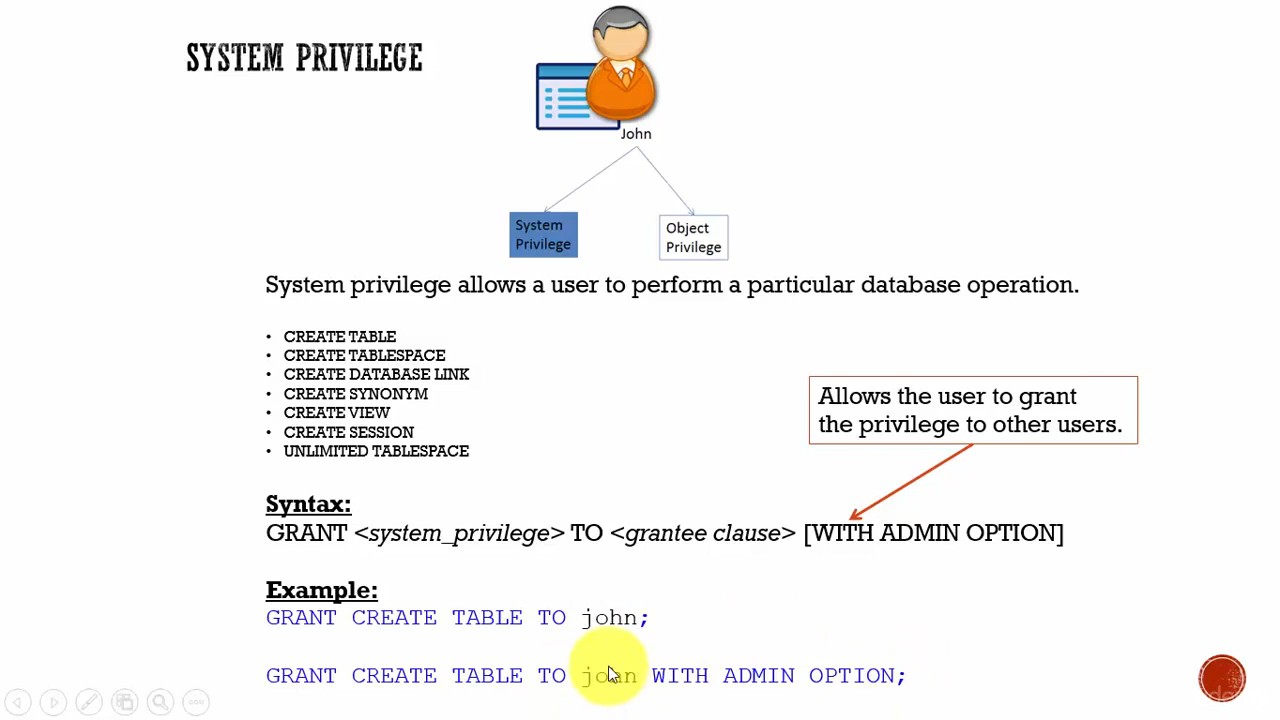 SYSTEM PRIVILEGE
John
System
Privilege
Object
Privilege
System privilege allows a user to perform a particular database operation.
• CREATE TABLE
• CREATE TABLESPACE
• CREATE DATABASE LINK
• CREATE SYNONYM
• CREATE VIEW
• CREATE SESSION
• UNLIMITED TABLESPACE
Allows the user to grant
the privilege to other users.
Syntax:
GRANT <system_privilege> TO <grantee clause> [WITH ADMIN OPTION]
Example:
GRANT CREATE TABLE TO john;
GRANT CREATE TABLE TO john WITH ADMIN OPTION;